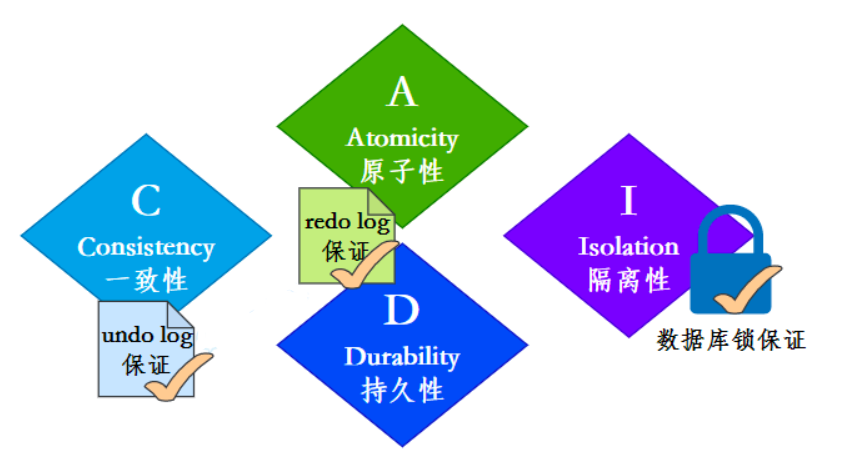 A
Atomicity
原子性
C
Consistency
一致性
undo log
保证
redo log
保证
D
Durability
持久性
I
Isolation
隔离性
数据库锁保证